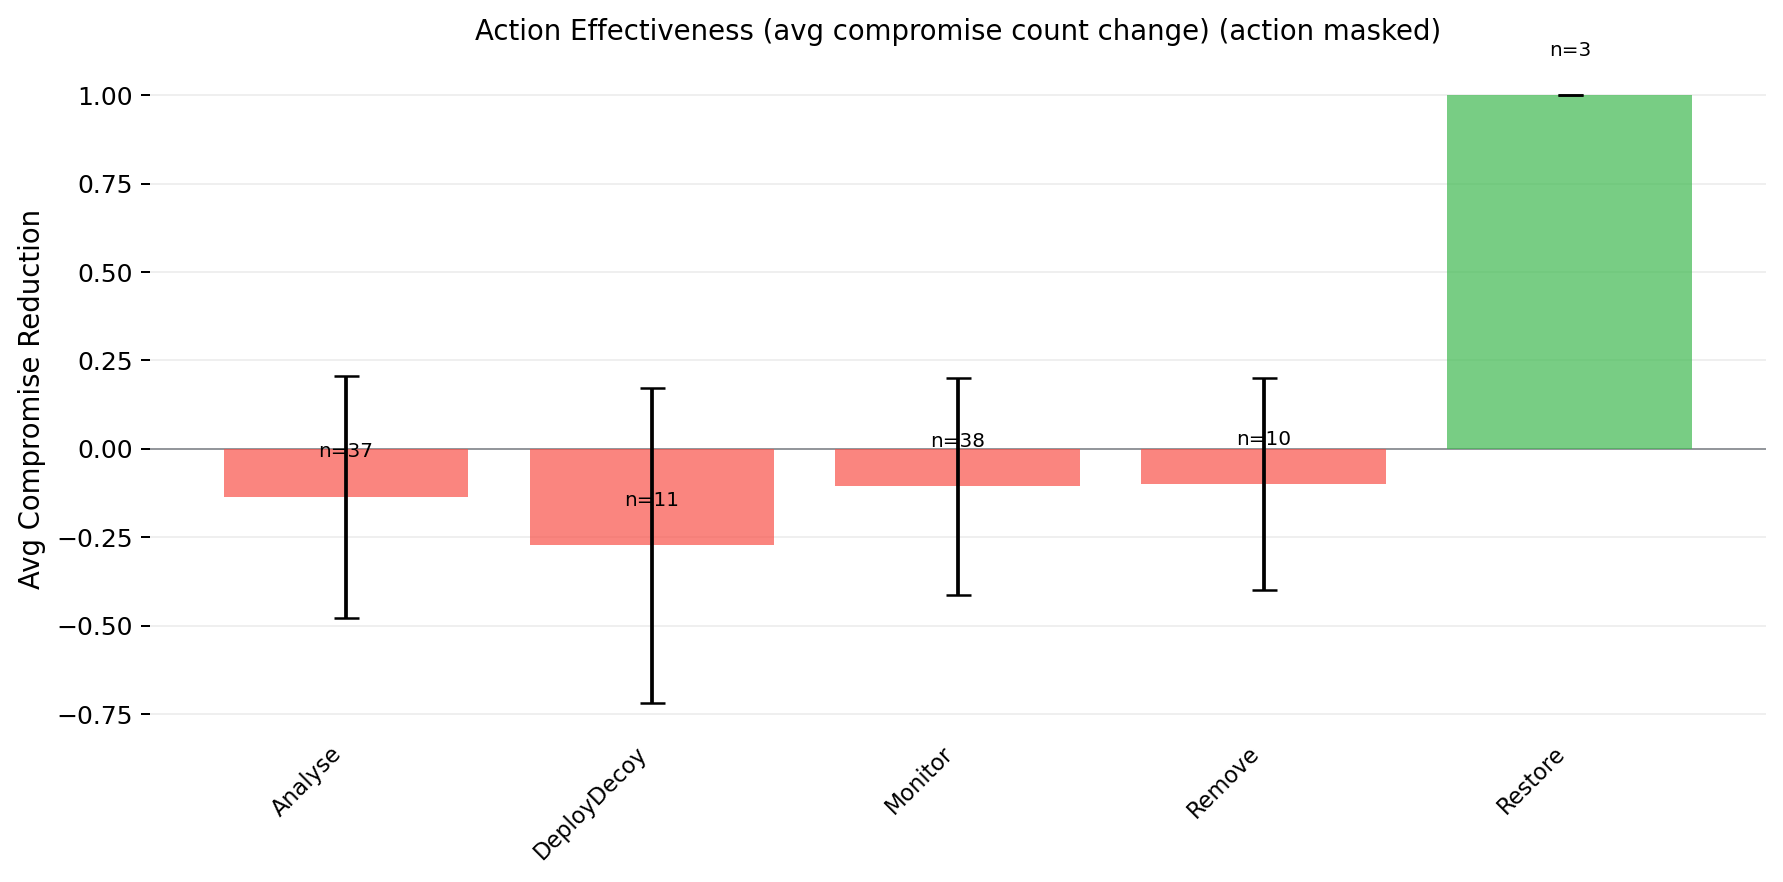 Action Effectiveness (avg compromise count change) (action masked)
n=3
1.00
0.75
0.50
0.25
0.00
−0.25
−0.50
−0.75
Avg Compromise Reduction
n=37
n=11
n=38
n=10
Analyse
DeployDecoy
Monitor
Remove
Restore